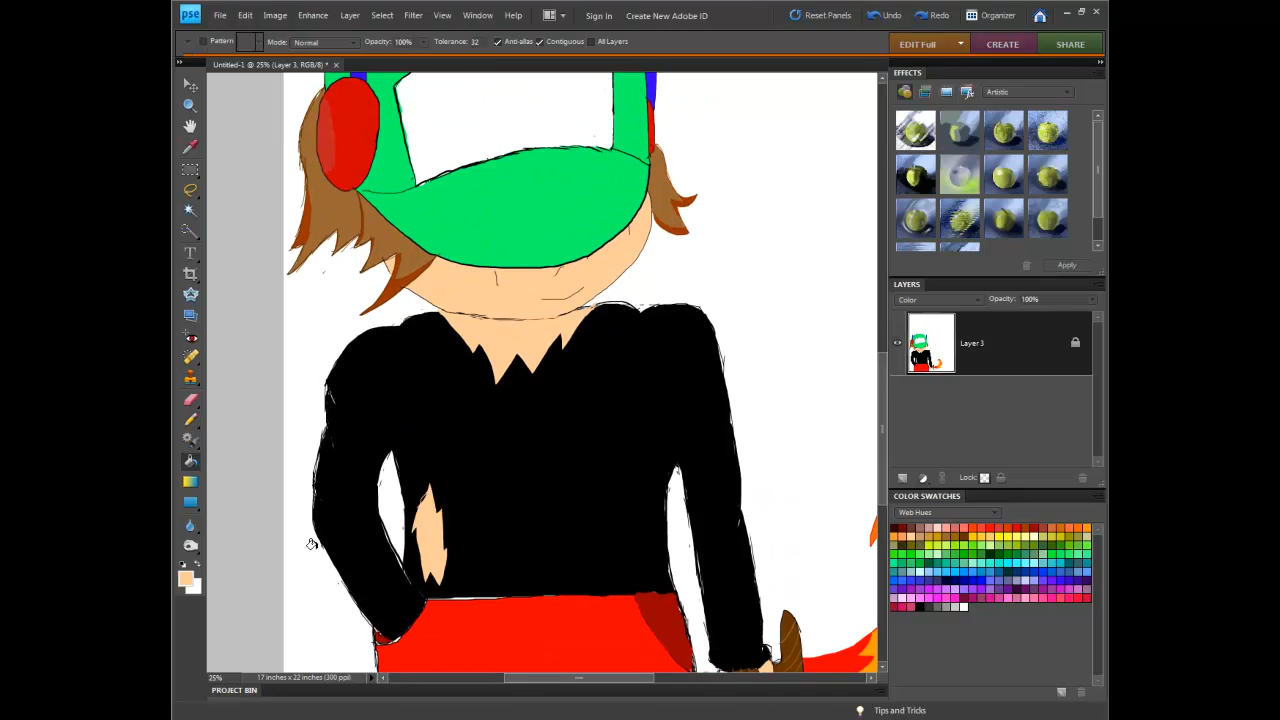 pse File Edit Image Enhance Layer Select Filter View Window Help Sign In Create New Adobe ID Reset Panels Undo Redo Organizer
Pattern Mode: Normal Opacity: 100% Tolerance: 32 Anti-alias Contiguous All Layers EDIT Full CREATE SHARE
Untitled-1 @ 25% (Layer 3, RGB/8) *
EFFECTS
Artistic
Apply
LAYERS
Color Opacity: 100%
Layer 3
Lock:
COLOR SWATCHES
Web Hues
25% 17 inches x 22 inches (300 ppi)
PROJECT BIN
Tips and Tricks